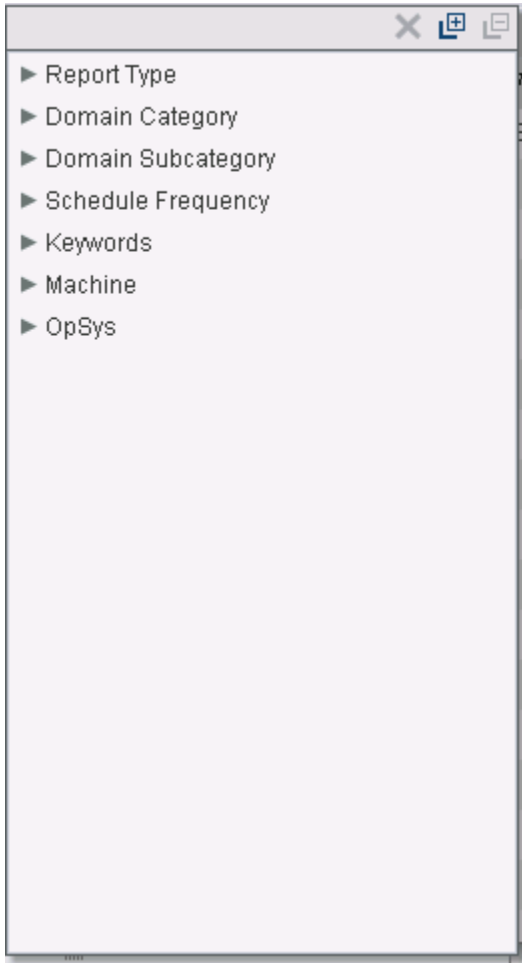 Report Type
Domain Category
Domain Subcategory
Schedule Frequency
Keywords
Machine
OpSys